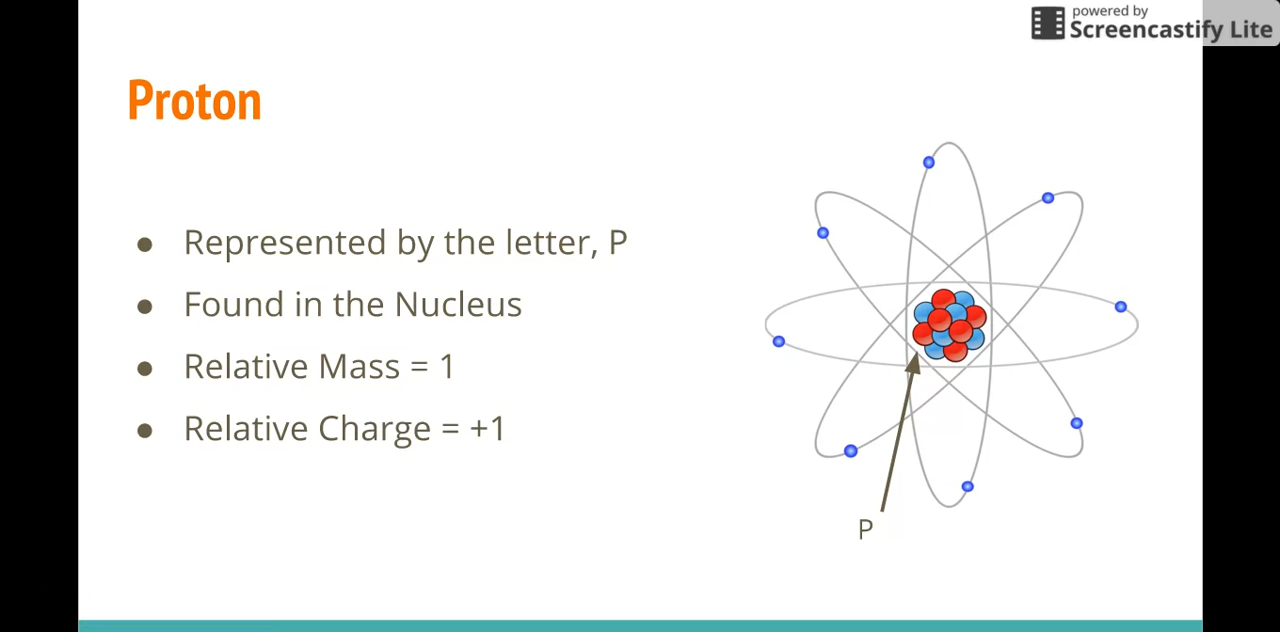 powered by
Screencastify Lite
Proton
● Represented by the letter, P
● Found in the Nucleus
● Relative Mass = 1
● Relative Charge = +1
P